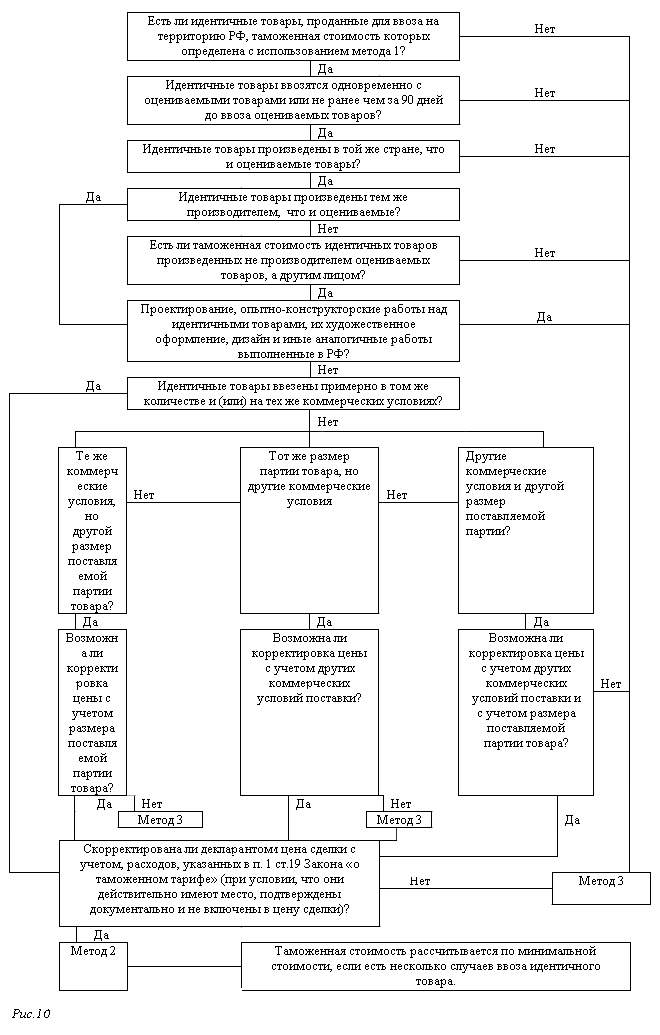 Есть ли идентичные товары, проданные для ввоза на
территорию РФ, таможенная стоимость которых
определена с использованием метода 1?
Нет
Да
Идентичные товары ввозятся одновременно с
оцениваемыми товарами или не ранее чем за 90 дней
до ввоза оцениваемых товаров?
Нет
Да
Идентичные товары произведены в той же стране, что
и оцениваемые товары?
Нет
Да
Да
Идентичные товары произведены тем же
производителем, что и оцениваемые?
Нет
Есть ли таможенная стоимость идентичных товаров
произведенных не производителем оцениваемых
товаров, а другим лицом?
Нет
Да
Проектирование, опытно-конструкторские работы над
идентичными товарами, их художественное
оформление, дизайн и иные аналогичные работы
выполненные в РФ?
Да
Нет
Да
Идентичные товары ввезены примерно в том же
количестве и (или) на тех же коммерческих условиях?
Нет
Те же
коммерч
еские
условия,
но
другой
размер
поставля
емой
партии
товара?
Нет
Тот же размер
партии товара, но
другие коммерческие
условия
Нет
Другие
коммерческие
условия и другой
размер
поставляемой
партии?
Да
Да
Да
Возможн
а ли
корректи
ровка
цены с
учетом
размера
поставля
емой
партии
товара?
Возможна ли
корректировка цены
с учетом других
коммерческих
условий поставки?
Возможна ли
корректировка цены
с учетом других
коммерческих
условий поставки и
с учетом размера
поставляемой
партии товара?
Нет
Да
Нет
Метод 3
Да
Нет
Метод 3
Да
Скорректирована ли декларантоми цена сделки с
учетом, расходов, указанных в п. 1 ст.19 Закона «о
таможенном тарифе» (при условии, что они
действительно имеют место, подтверждены
документально и не включены в цену сделки)?
Нет
Метод 3
Да
Метод 2
Таможенная стоимость рассчитывается по минимальной
стоимости, если есть несколько случаев ввоза идентичного
товара.
Рис.10